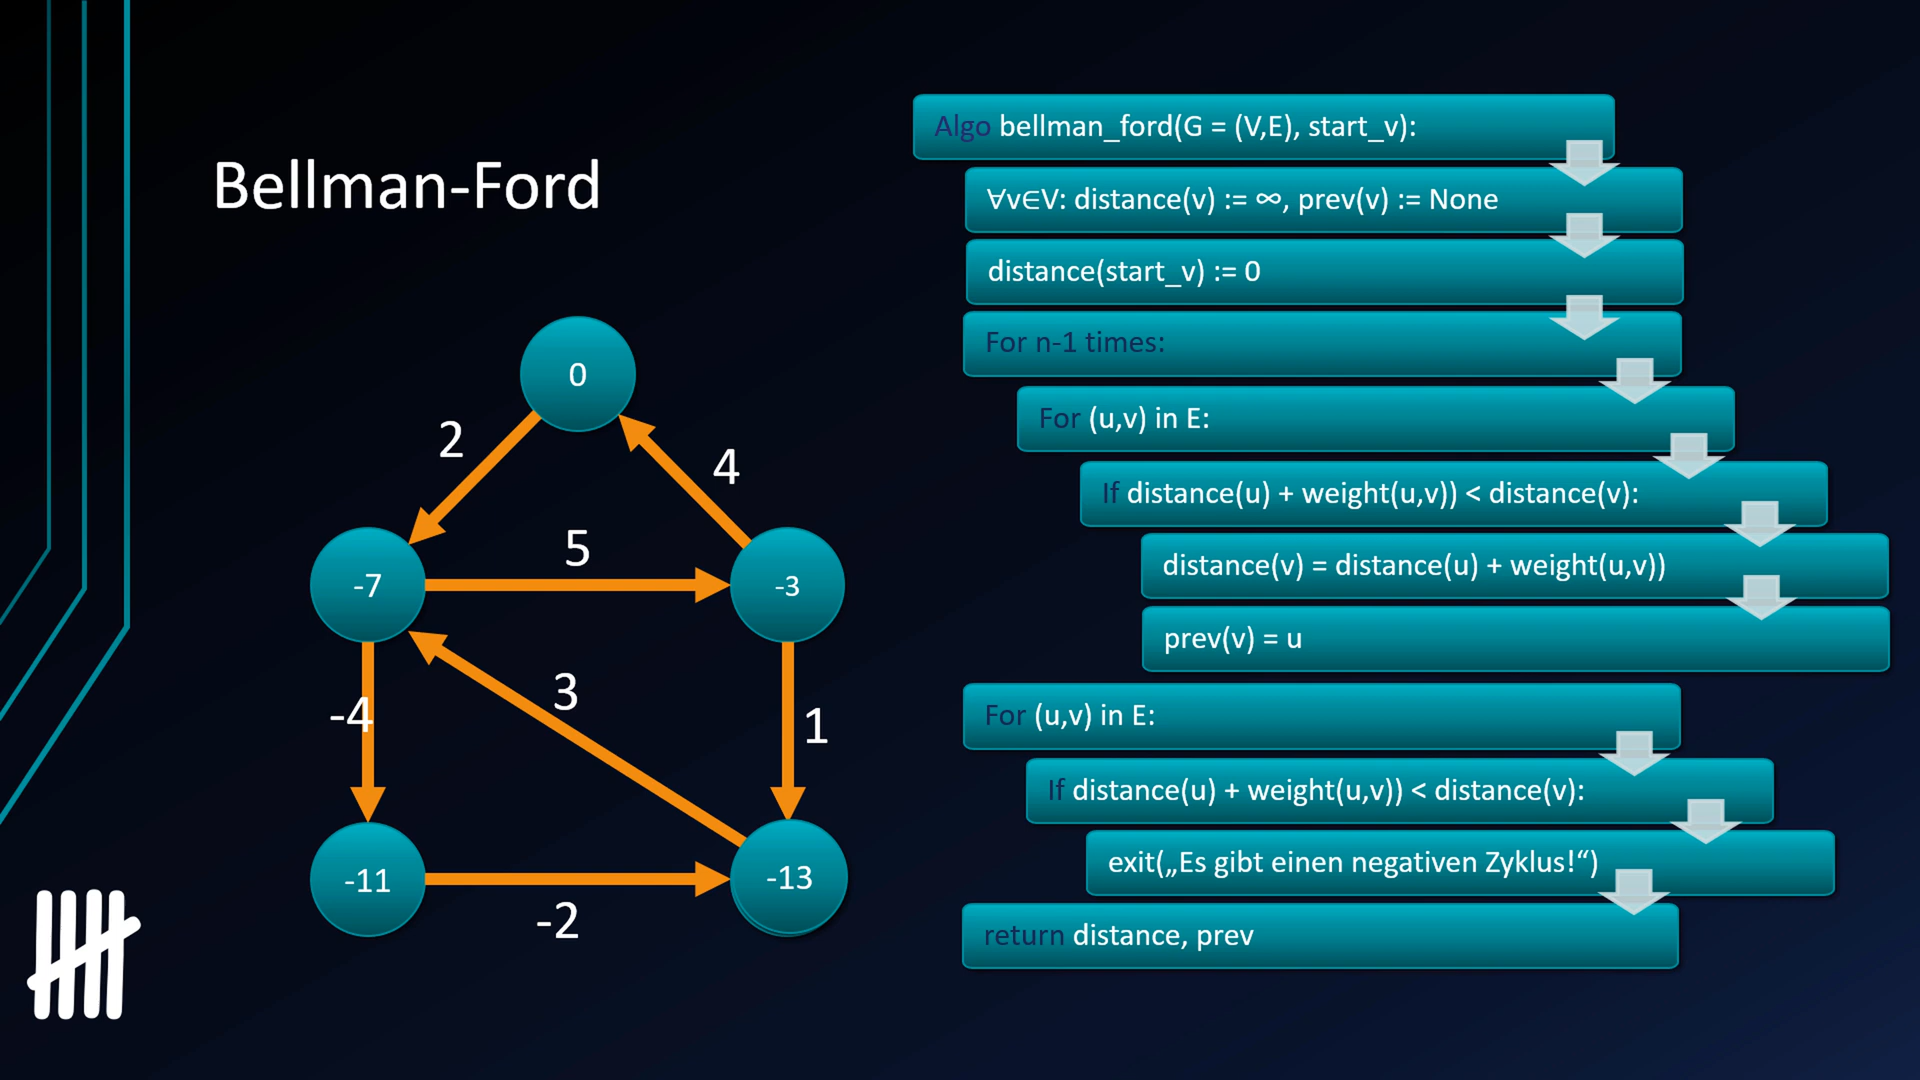 Bellman-Ford
0
2
4
5
-7
-3
-4
3
1
-11
-13
-2
Algo bellman_ford(G = (V,E), start_v):
∀v∈V: distance(v) := ∞, prev(v) := None
distance(start_v) := 0
For n-1 times:
For (u,v) in E:
If distance(u) + weight(u,v)) < distance(v):
distance(v) = distance(u) + weight(u,v))
prev(v) = u
For (u,v) in E:
If distance(u) + weight(u,v)) < distance(v):
exit(„Es gibt einen negativen Zyklus!“)
return distance, prev